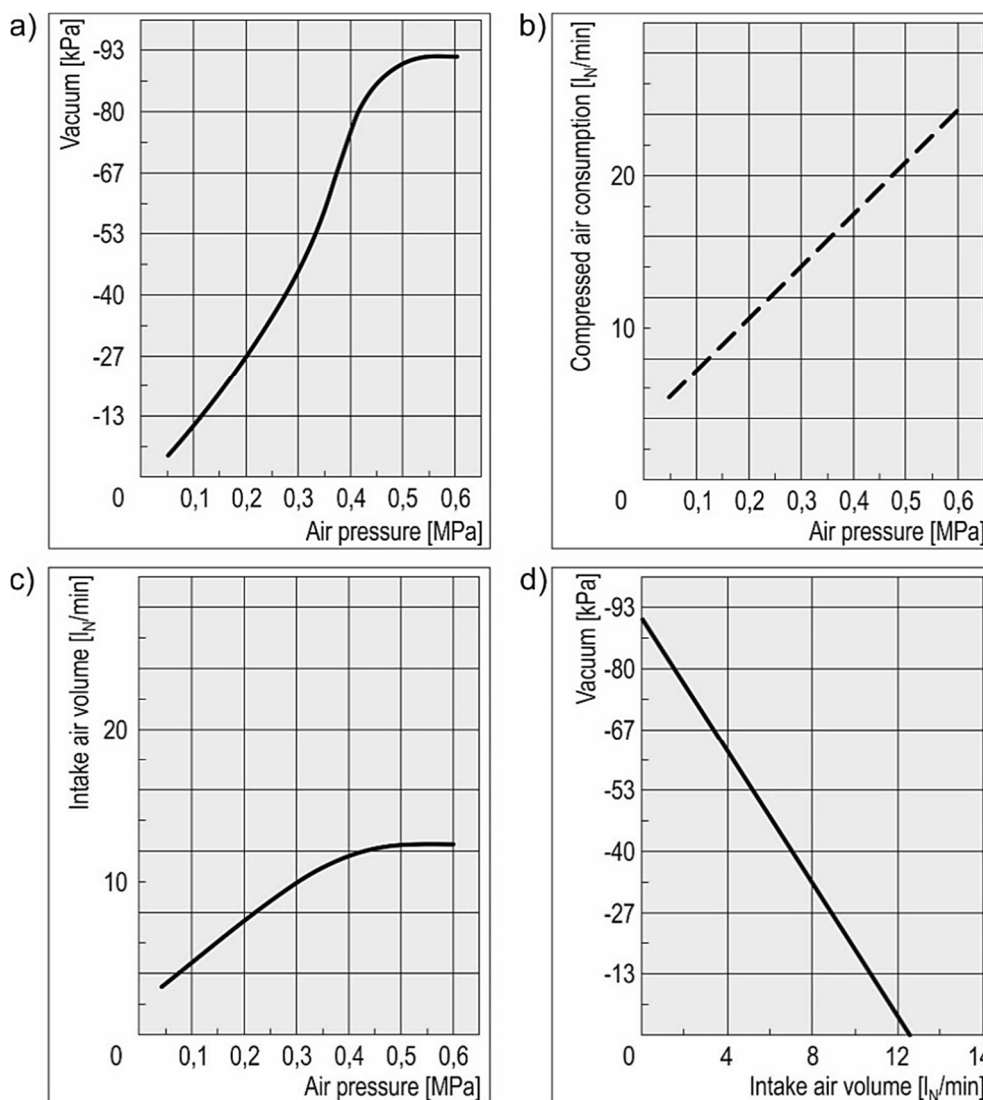 a)
Vacuum [kPa]
-93
-80
-67
-53
-40
-27
-13
0
0,1 0,2 0,3 0,4 0,5 0,6
Air pressure [MPa]
b)
Compressed air consumption [lN/min]
20
10
0
0,1 0,2 0,3 0,4 0,5 0,6
Air pressure [MPa]
c)
Intake air volume [lN/min]
20
10
0
0,1 0,2 0,3 0,4 0,5 0,6
Air pressure [MPa]
d)
Vacuum [kPa]
-93
-80
-67
-53
-40
-27
-13
0 4 8 12 14
Intake air volume [lN/min]